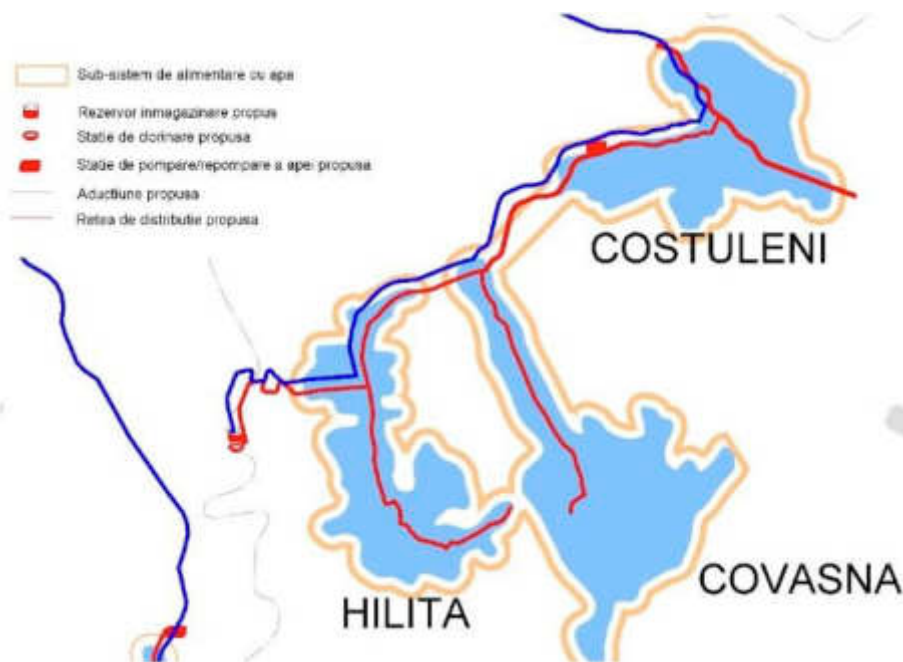 Sub-sistem de alimentare cu apa
Rezervor inmagazinare propus
Statie de clorinare propusa
Statie de pompare/repompare a apei propusa
Aductiune propusa
Retea de distributie propusa
COSTULENI
COVASNA
HILITA